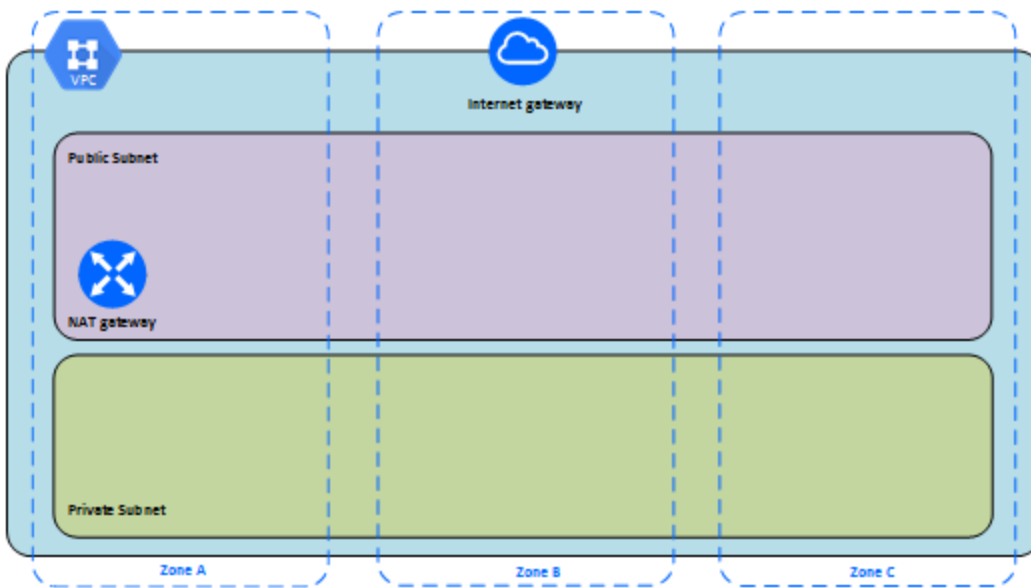 VPC
Internet gateway
Public Subnet
NAT gateway
Private Subnet
Zone A
Zone B
Zone C